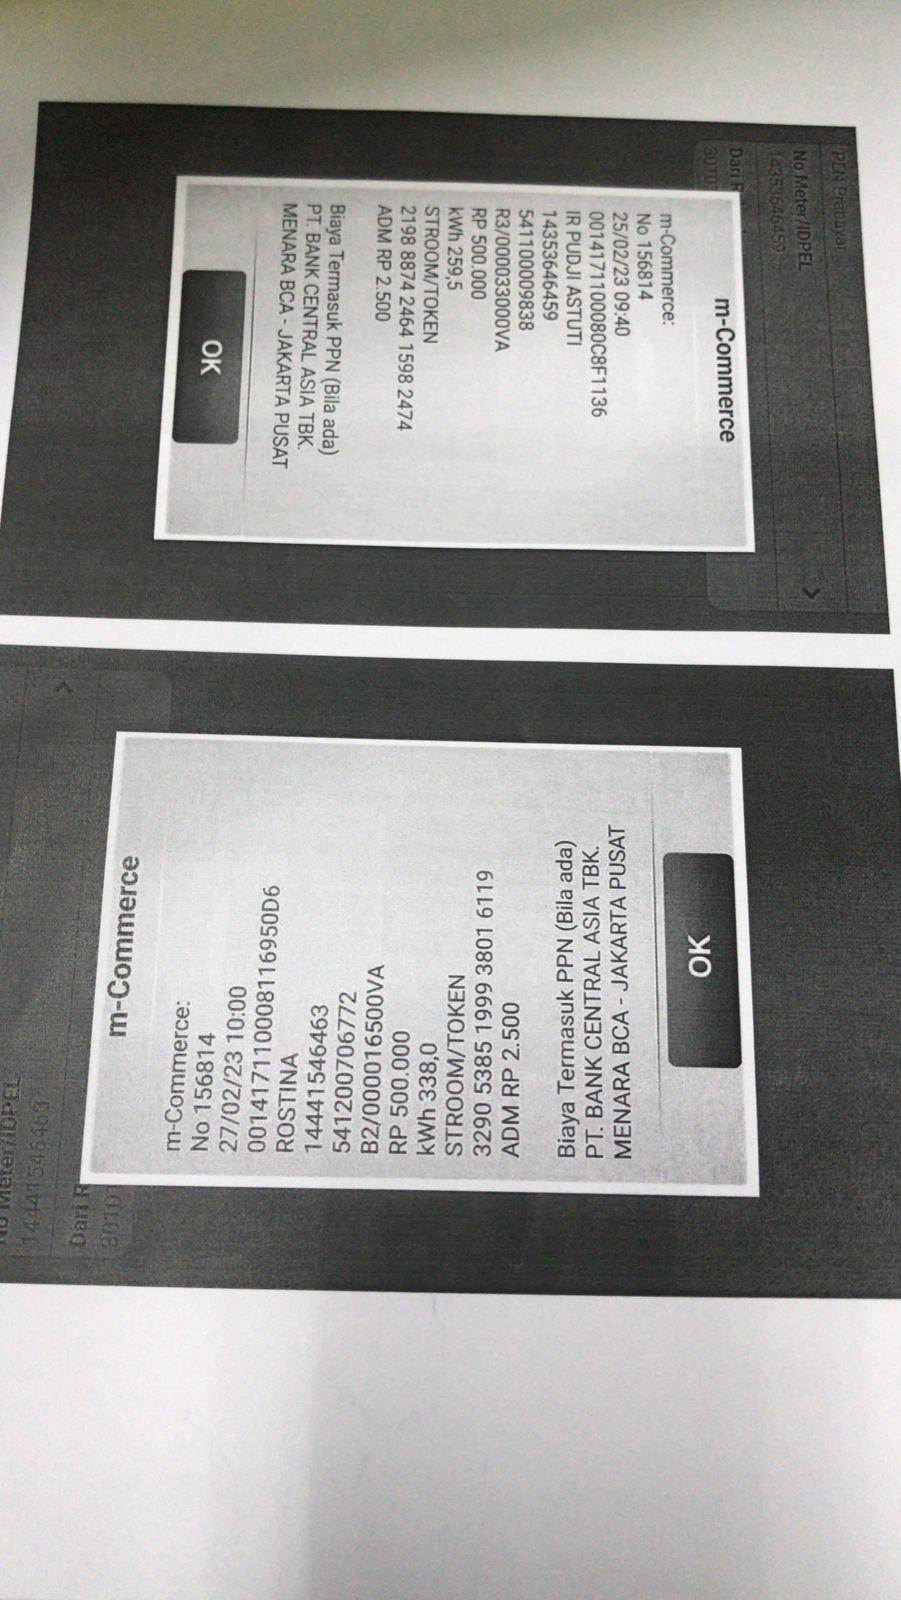 PLN Prabayar
No Meter/IDPEL
14353646459
Dari R
30101
m-Commerce
m-Commerce:
No 156814
25/02/23 09:40
0014171100080C8F1136
IR PUDJI ASTUTI
14353646459
541100009838
R3/000033000VA
RP 500.000
kWh 259,5
STROOM/TOKEN
2198 8874 2464 1598 2474
ADM RP 2.500
Biaya Termasuk PPN (Bila ada)
PT. BANK CENTRAL ASIA TBK.
MENARA BCA - JAKARTA PUSAT
OK
No Meter/IDPEL
14441546463
Dari R
30101
m-Commerce
m-Commerce:
No 156814
27/02/23 10:00
001417110008116950D6
ROSTINA
14441546463
541200706772
B2/000016500VA
RP 500.000
kWh 338,0
STROOM/TOKEN
3290 5385 1999 3801 6119
ADM RP 2.500
Biaya Termasuk PPN (Bila ada)
PT. BANK CENTRAL ASIA TBK.
MENARA BCA - JAKARTA PUSAT
OK